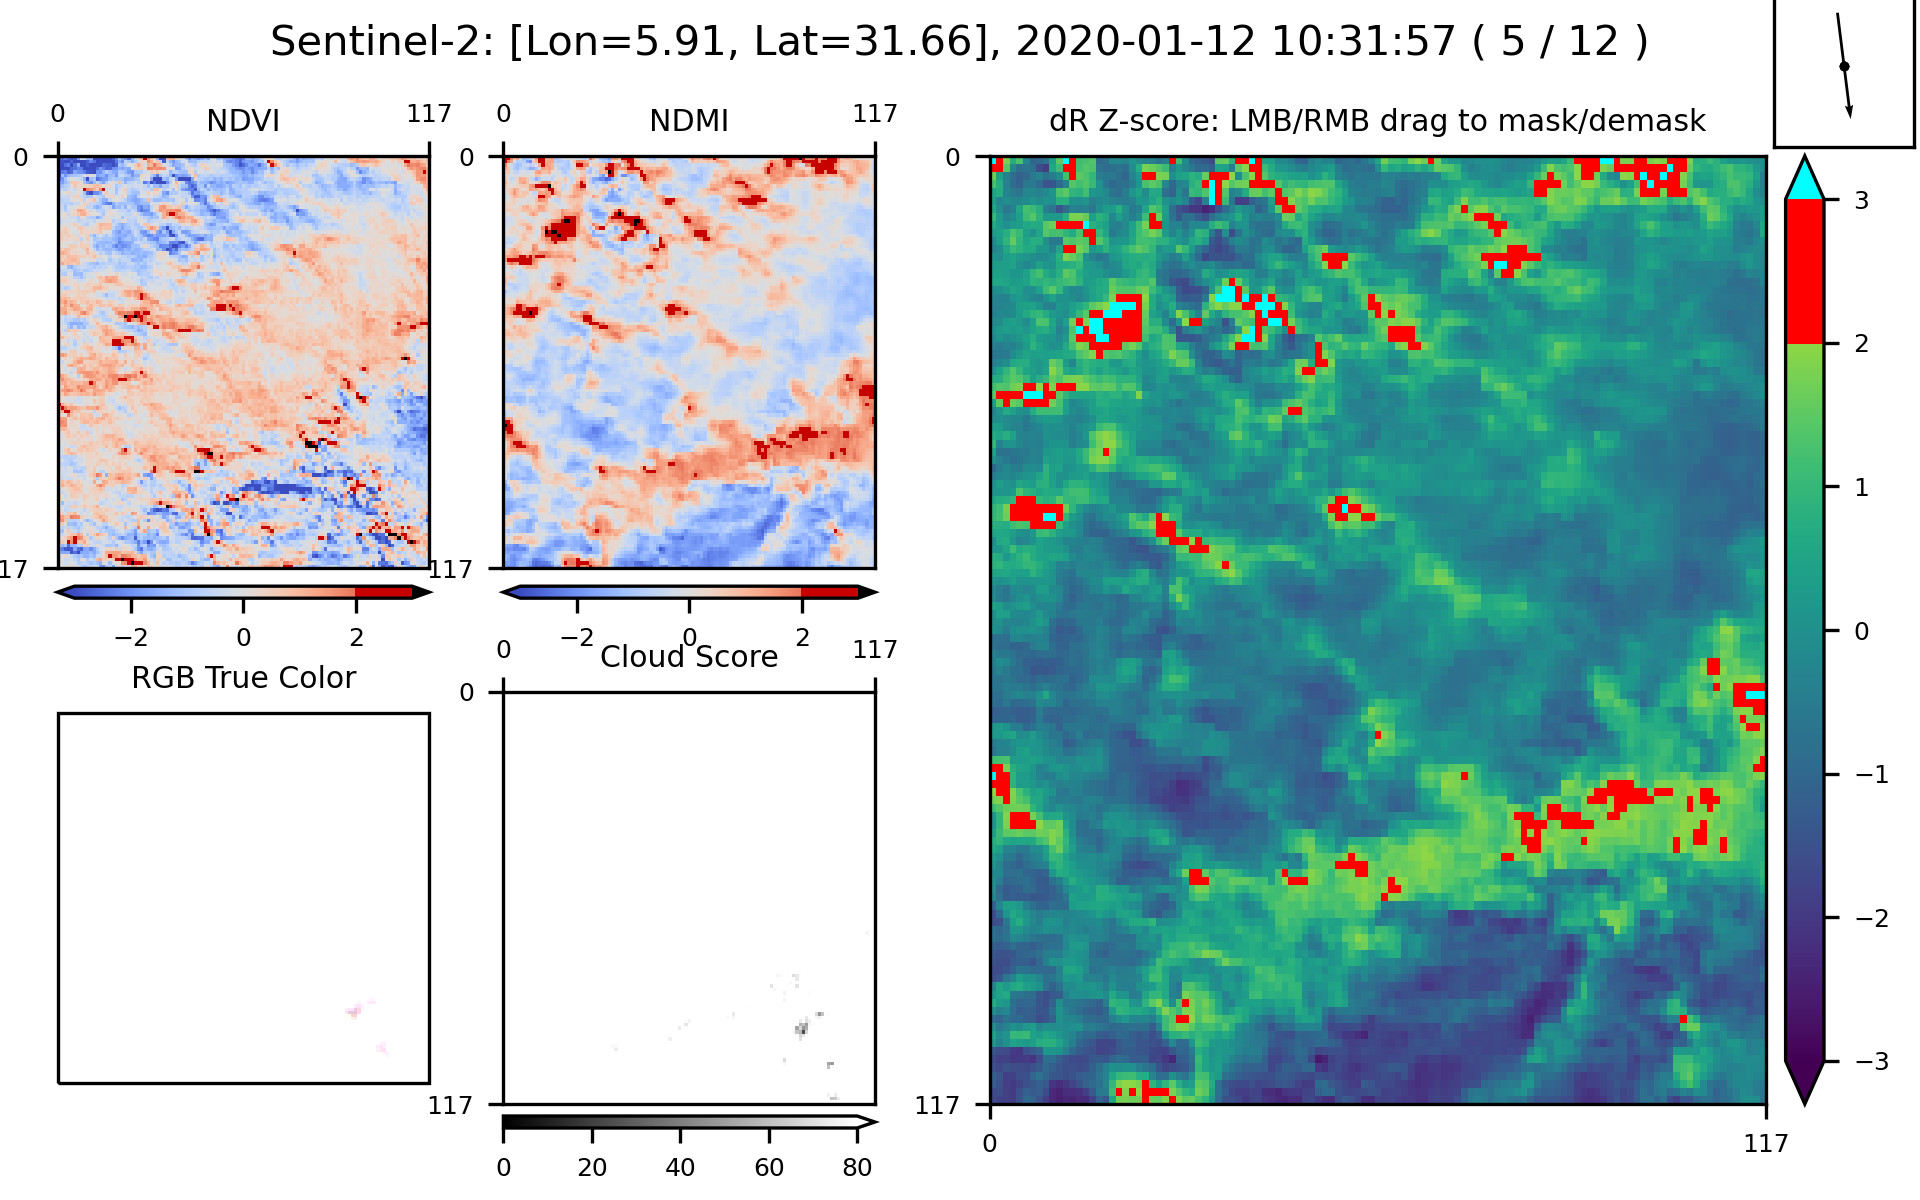 Sentinel-2: [Lon=5.91, Lat=31.66], 2020-01-12 10:31:57 ( 5 / 12 )
0 117
NDVI
0
17
−2 0 2
0 117
NDMI
0
117
−2 0 2
dR Z-score: LMB/RMB drag to mask/demask
0
117
0 117
3
2
1
0
−1
−2
−3
RGB True Color
0 117
Cloud Score
0
117
0 20 40 60 80